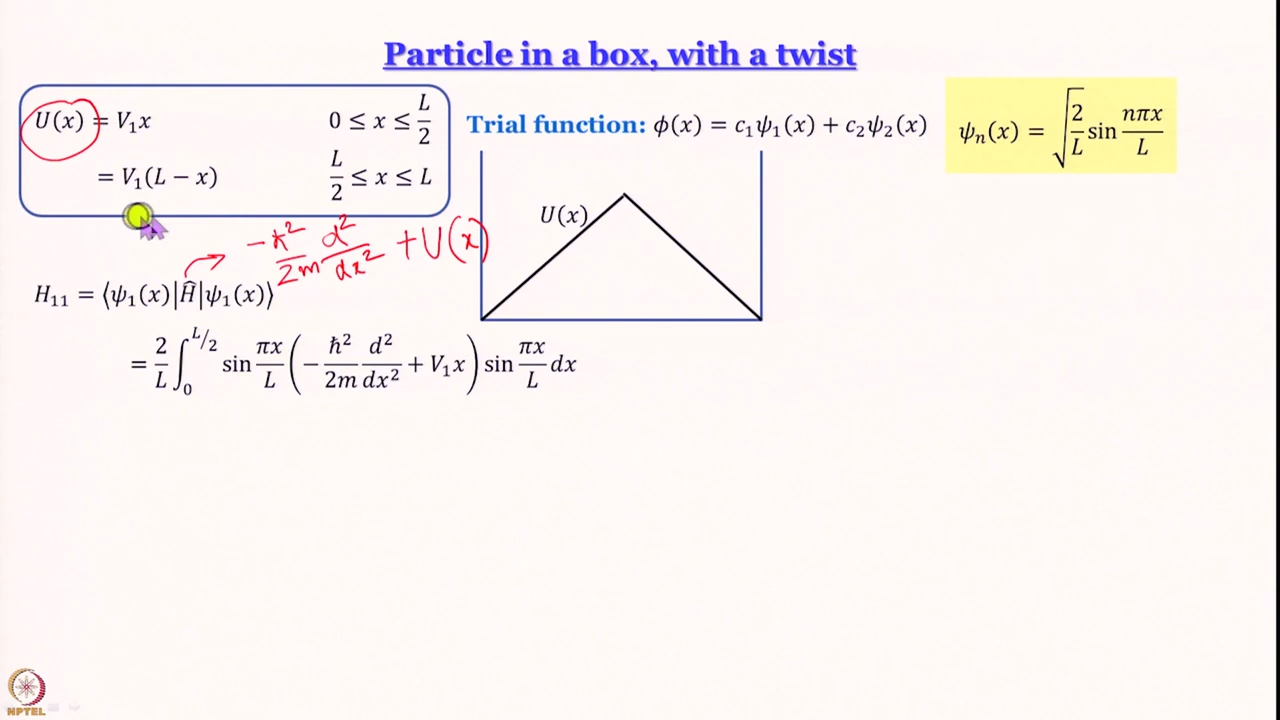 Particle in a box, with a twist
U(x) = V₁x 0 ≤ x ≤ L/2
= V₁(L − x) L/2 ≤ x ≤ L
Trial function: ϕ(x) = c₁ψ₁(x) + c₂ψ₂(x)
ψₙ(x) = √(2/L) sin nπx/L
U(x)
-ħ²/2m d²/dx² + U(x)
H₁₁ = ⟨ψ₁(x)|Ĥ|ψ₁(x)⟩
= 2/L ∫₀^{L/2} sin πx/L (−ħ²/2m d²/dx² + V₁x) sin πx/L dx
NPTEL